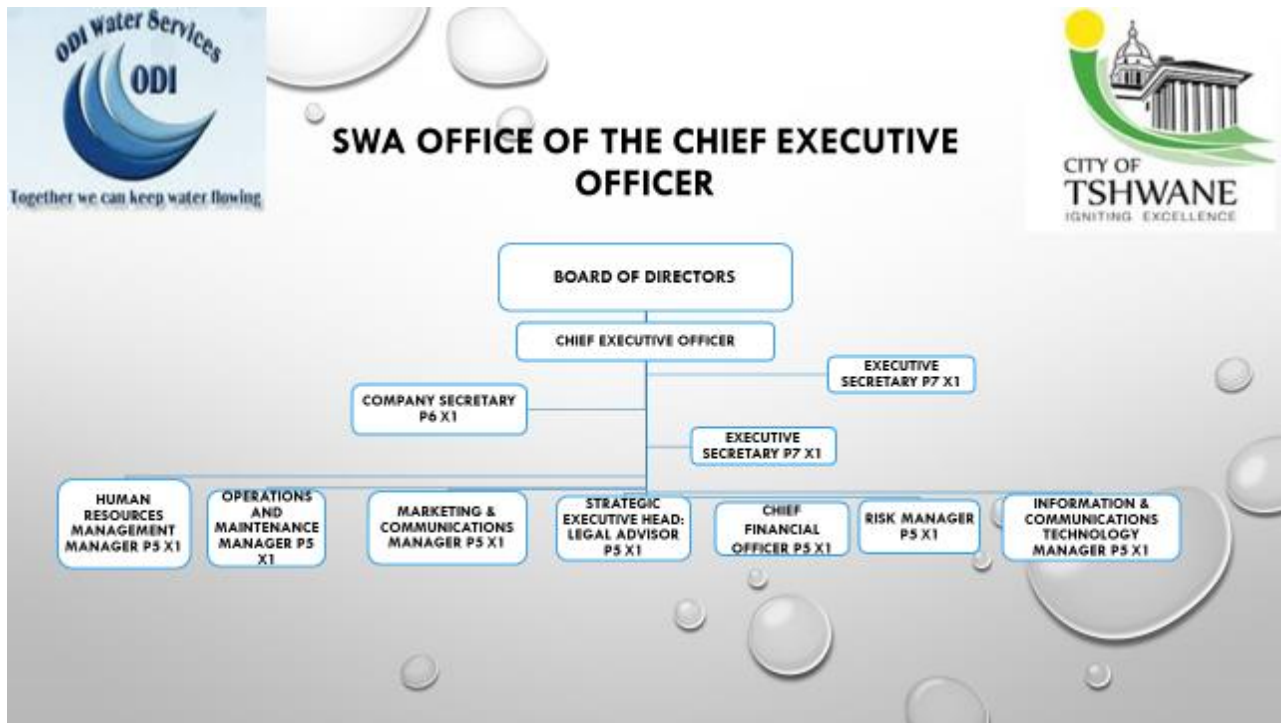 ODI Water Services
ODI
Together we can keep water flowing
SWA OFFICE OF THE CHIEF EXECUTIVE
OFFICER
CITY OF
TSHWANE
IGNITING EXCELLENCE
BOARD OF DIRECTORS
CHIEF EXECUTIVE OFFICER
EXECUTIVE
SECRETARY P7 X1
COMPANY SECRETARY
P6 X1
EXECUTIVE
SECRETARY P7 X1
HUMAN
RESOURCES
MANAGEMENT
MANAGER P5 X1
OPERATIONS
AND
MAINTENANCE
MANAGER P5
X1
MARKETING &
COMMUNICATIONS
MANAGER P5 X1
STRATEGIC
EXECUTIVE HEAD:
LEGAL ADVISOR
P5 X1
CHIEF
FINANCIAL
OFFICER P5 X1
RISK MANAGER
P5 X1
INFORMATION &
COMMUNICATIONS
TECHNOLOGY
MANAGER P5 X1